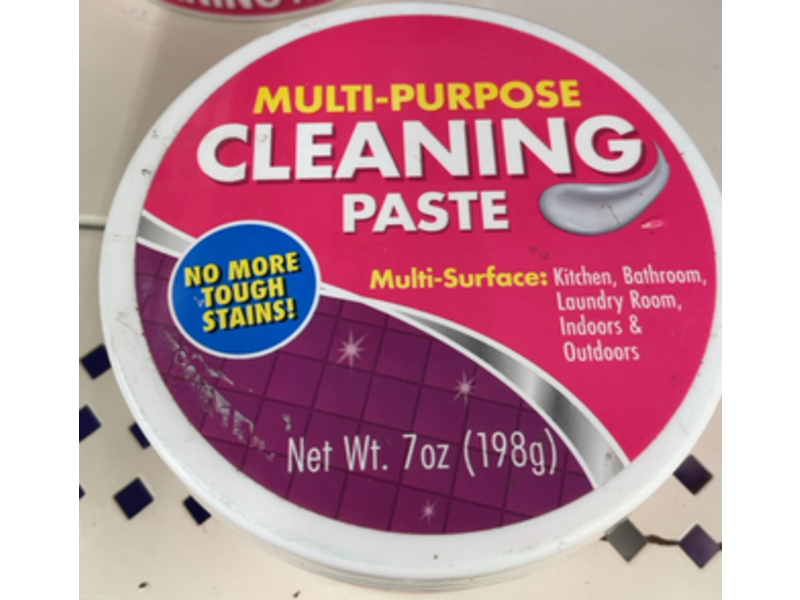 MULTI-PURPOSE
CLEANING
PASTE
NO MORE
TOUGH
STAINS!
Multi-Surface: Kitchen, Bathroom,
Laundry Room,
Indoors &
Outdoors
Net Wt. 7oz (198g)